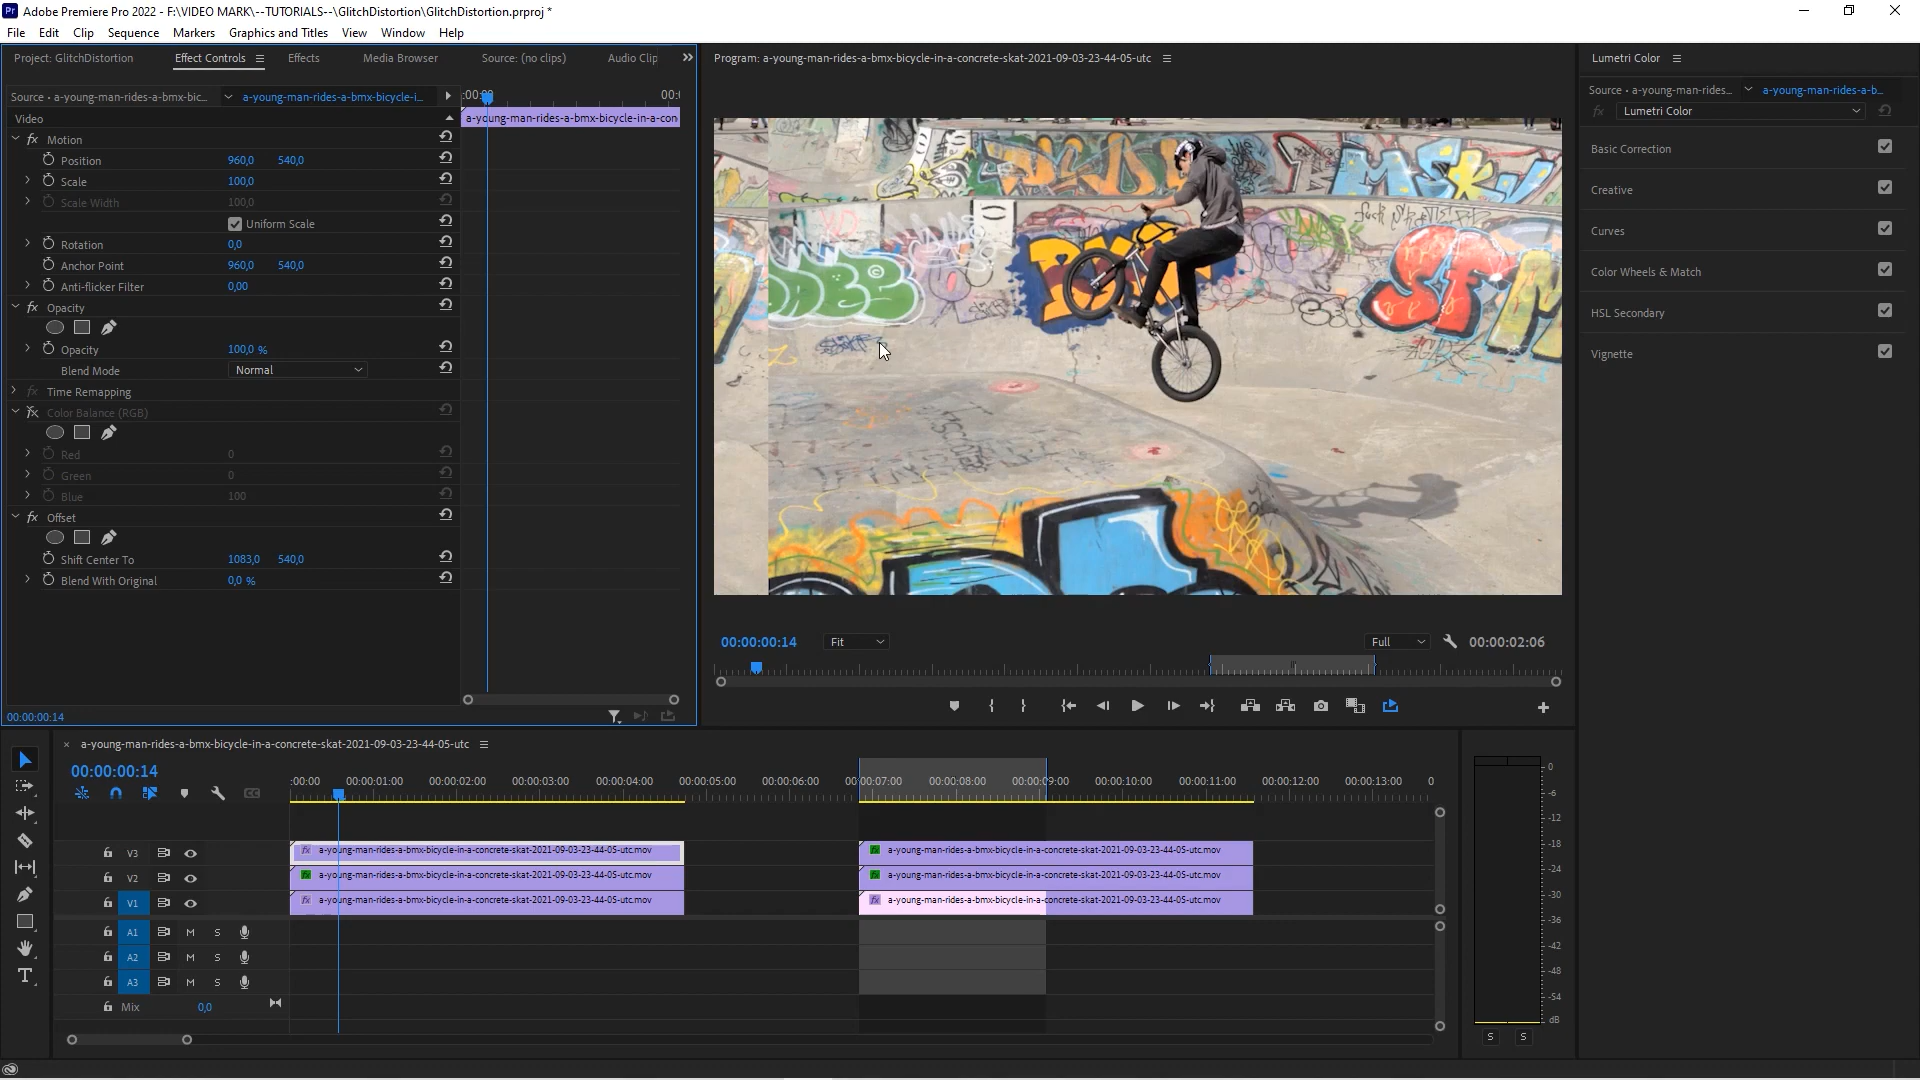 Pr Adobe Premiere Pro 2022 - F:\VIDEO MARK\--TUTORIALS--\GlitchDistortion\GlitchDistortion.prproj *
File Edit Clip Sequence Markers Graphics and Titles View Window Help
Project: GlitchDistortion Effect Controls Effects Media Browser Source: (no clips) Audio Clip
Program: a-young-man-rides-a-bmx-bicycle-in-a-concrete-skat-2021-09-03-23-44-05-utc
Lumetri Color
Source • a-young-man-rides-a-bmx-bic... a-young-man-rides-a-bmx-bicycle-i...
Source • a-young-man-rides... a-young-man-rides-a-b...
Video
a-young-man-rides-a-bmx-bicycle-in-a-con
fx Lumetri Color
fx Motion
Position 960,0 540,0
Scale 100,0
Scale Width 100,0
Uniform Scale
Rotation 0,0
Anchor Point 960,0 540,0
Anti-flicker Filter 0,00
fx Opacity
Opacity 100,0 %
Blend Mode Normal
fx Time Remapping
fx Color Balance (RGB)
Red 0
Green 0
Blue 100
fx Offset
Shift Center To 1083,0 540,0
Blend With Original 0,0 %
00:00:00:14
Basic Correction
Creative
Curves
Color Wheels & Match
HSL Secondary
Vignette
00:00:00:14 Fit Full 00:00:02:06
a-young-man-rides-a-bmx-bicycle-in-a-concrete-skat-2021-09-03-23-44-05-utc
00:00:00:14
:00:00 00:00:01:00 00:00:02:00 00:00:03:00 00:00:04:00 00:00:05:00 00:00:06:00 00:00:07:00 00:00:08:00 00:00:09:00 00:00:10:00 00:00:11:00 00:00:12:00 00:00:13:00 0
V3 fx a-young-man-rides-a-bmx-bicycle-in-a-concrete-skat-2021-09-03-23-44-05-utc.mov fx a-young-man-rides-a-bmx-bicycle-in-a-concrete-skat-2021-09-03-23-44-05-utc.mov
V2 fx a-young-man-rides-a-bmx-bicycle-in-a-concrete-skat-2021-09-03-23-44-05-utc.mov fx a-young-man-rides-a-bmx-bicycle-in-a-concrete-skat-2021-09-03-23-44-05-utc.mov
V1 fx a-young-man-rides-a-bmx-bicycle-in-a-concrete-skat-2021-09-03-23-44-05-utc.mov fx a-young-man-rides-a-bmx-bicycle-in-a-concrete-skat-2021-09-03-23-44-05-utc.mov
A1 M S
A2 M S
A3 M S
Mix 0,0
0
-6
-12
-18
-24
-30
-36
-42
-48
-54
dB
S S